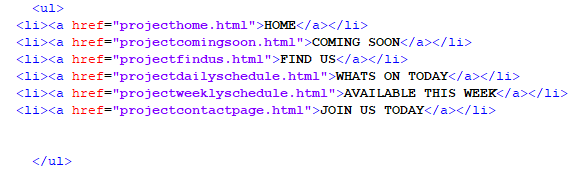 <ul>
<li><a href="projecthome.html">HOME</a></li>
<li><a href="projectcomingsoon.html">COMING SOON</a></li>
<li><a href="projectfindus.html">FIND US</a></li>
<li><a href="projectdailyschedule.html">WHATS ON TODAY</a></li>
<li><a href="projectweeklyschedule.html">AVAILABLE THIS WEEK</a></li>
<li><a href="projectcontactpage.html">JOIN US TODAY</a></li>
</ul>